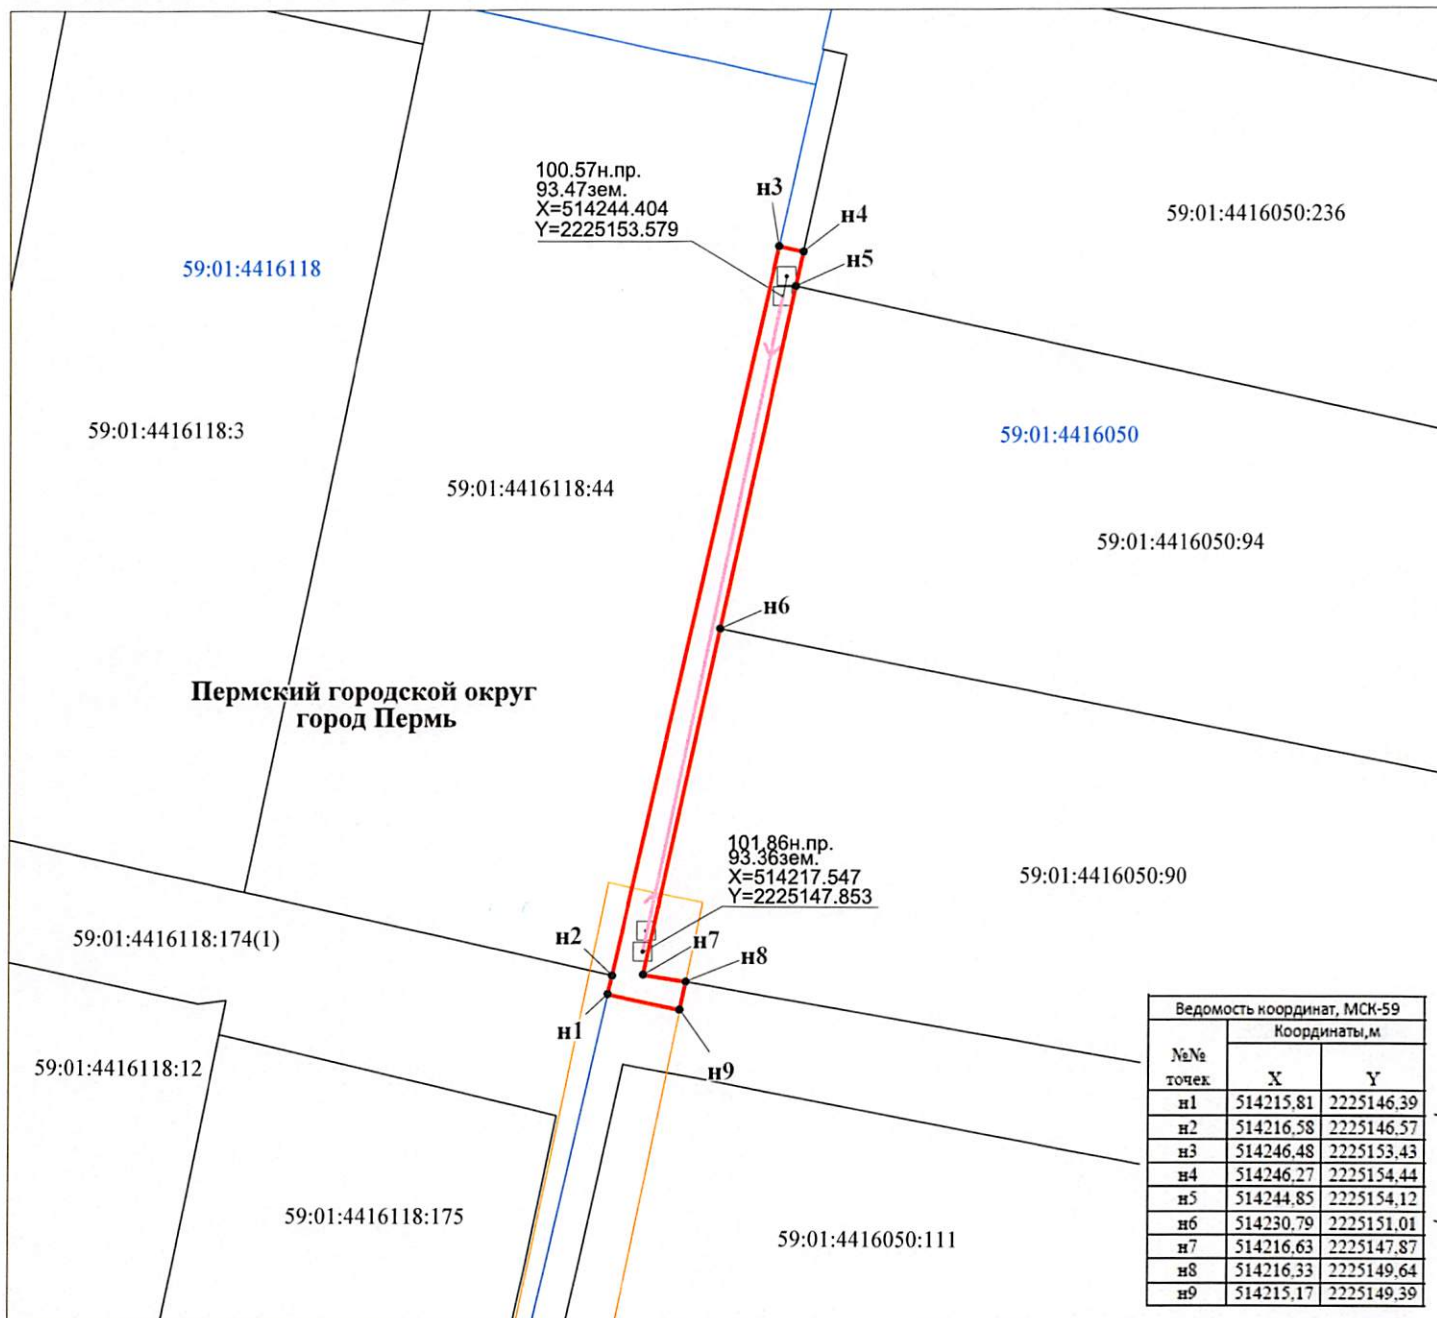 100.57н.пр.
93.47зем.
X=514244.404
Y=2225153.579
н3
н4
н5
59:01:4416050:236
59:01:4416118
59:01:4416118:3
59:01:4416050
59:01:4416118:44
59:01:4416050:94
н6
Пермский городской округ
город Пермь
101.86н.пр.
93.36зем.
X=514217.547
Y=2225147.853
59:01:4416050:90
59:01:4416118:174(1)
н2
н7
н8
н1
н9
59:01:4416118:12
59:01:4416118:175
59:01:4416050:111
Ведомость координат, МСК-59
№№ точек Координаты,м
X Y
н1 514215,81 2225146,39
н2 514216,58 2225146,57
н3 514246,48 2225153,43
н4 514246,27 2225154,44
н5 514244,85 2225154,12
н6 514230,79 2225151,01
н7 514216,63 2225147,87
н8 514216,33 2225149,64
н9 514215,17 2225149,39